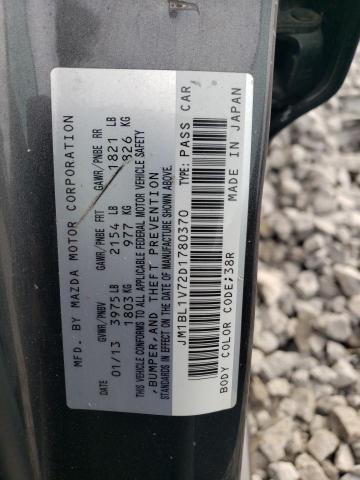 MFD. BY MAZDA MOTOR CORPORATION
GVWR/PNBV GAWR/PNBE FRT GAWR/PNBE RR
01/13 3975 LB 2154 LB 1821 LB
DATE 1803 KG 977 KG 826 KG
THIS VEHICLE CONFORMS TO ALL APPLICABLE FEDERAL MOTOR VEHICLE SAFETY
,BUMPER,AND THEFT PREVENTION
STANDARDS IN EFFECT ON THE DATE OF MANUFACTURE SHOWN ABOVE.
JM1BL1V72D1780370 TYPE: PASS CAR
BODY COLOR CODE;38R MADE IN JAPAN